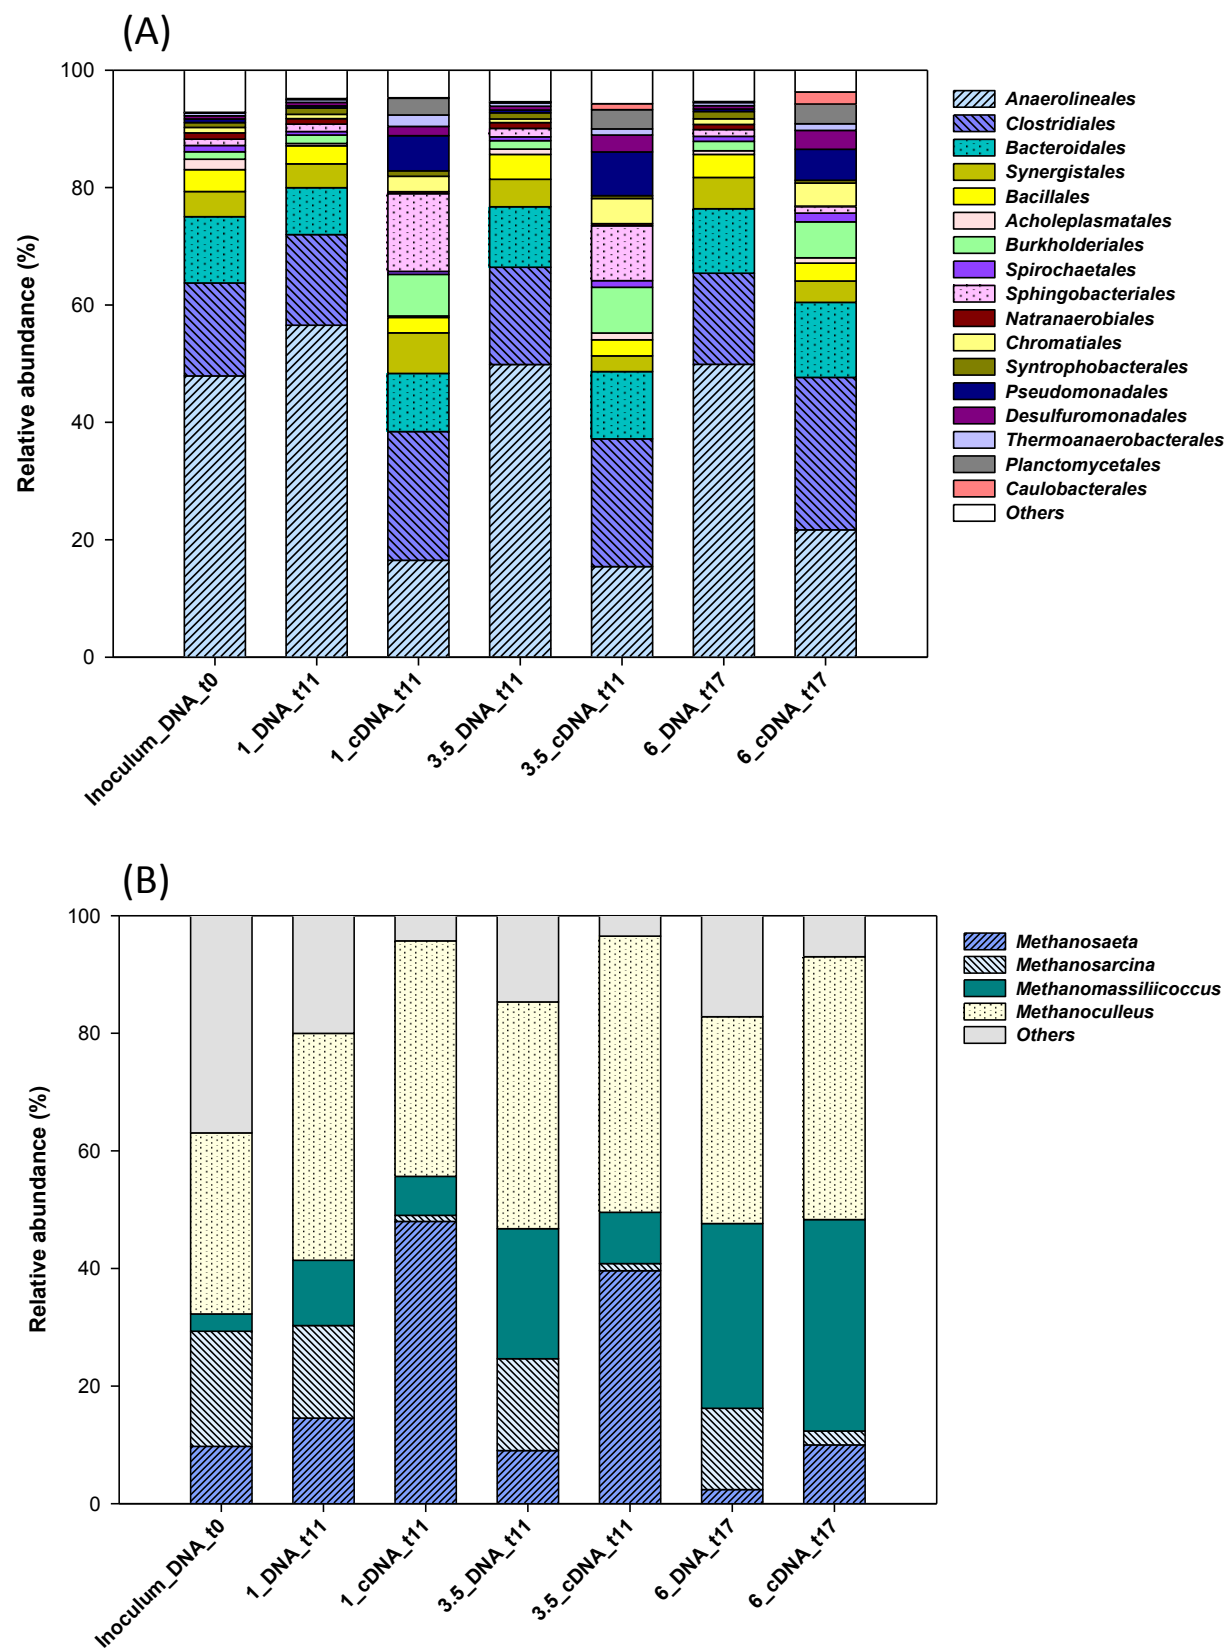 (A)
Relative abundance (%)
100
80
60
40
20
0
Inoculum_DNA_t0
1_DNA_t11
1_cDNA_t11
3.5_DNA_t11
3.5_cDNA_t11
6_DNA_t17
6_cDNA_t17
Anaerolineales
Clostridiales
Bacteroidales
Synergistales
Bacillales
Acholeplasmatales
Burkholderiales
Spirochaetales
Sphingobacteriales
Natranaerobiales
Chromatiales
Syntrophobacterales
Pseudomonadales
Desulfuromonadales
Thermoanaerobacterales
Planctomycetales
Caulobacterales
Others
(B)
Relative abundance (%)
100
80
60
40
20
0
Inoculum_DNA_t0
1_DNA_t11
1_cDNA_t11
3.5_DNA_t11
3.5_cDNA_t11
6_DNA_t17
6_cDNA_t17
Methanosaeta
Methanosarcina
Methanomassiliicoccus
Methanoculleus
Others